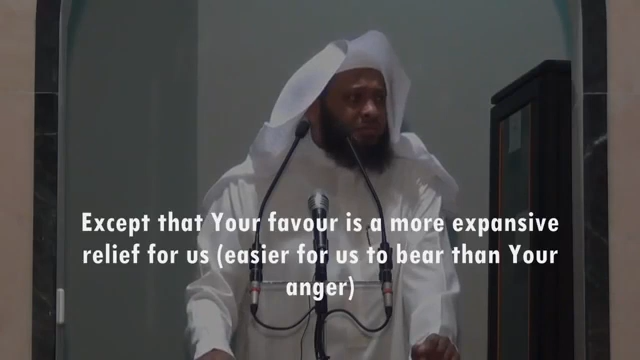 Except that Your favour is a more expansive
relief for us (easier for us to bear than Your
anger)